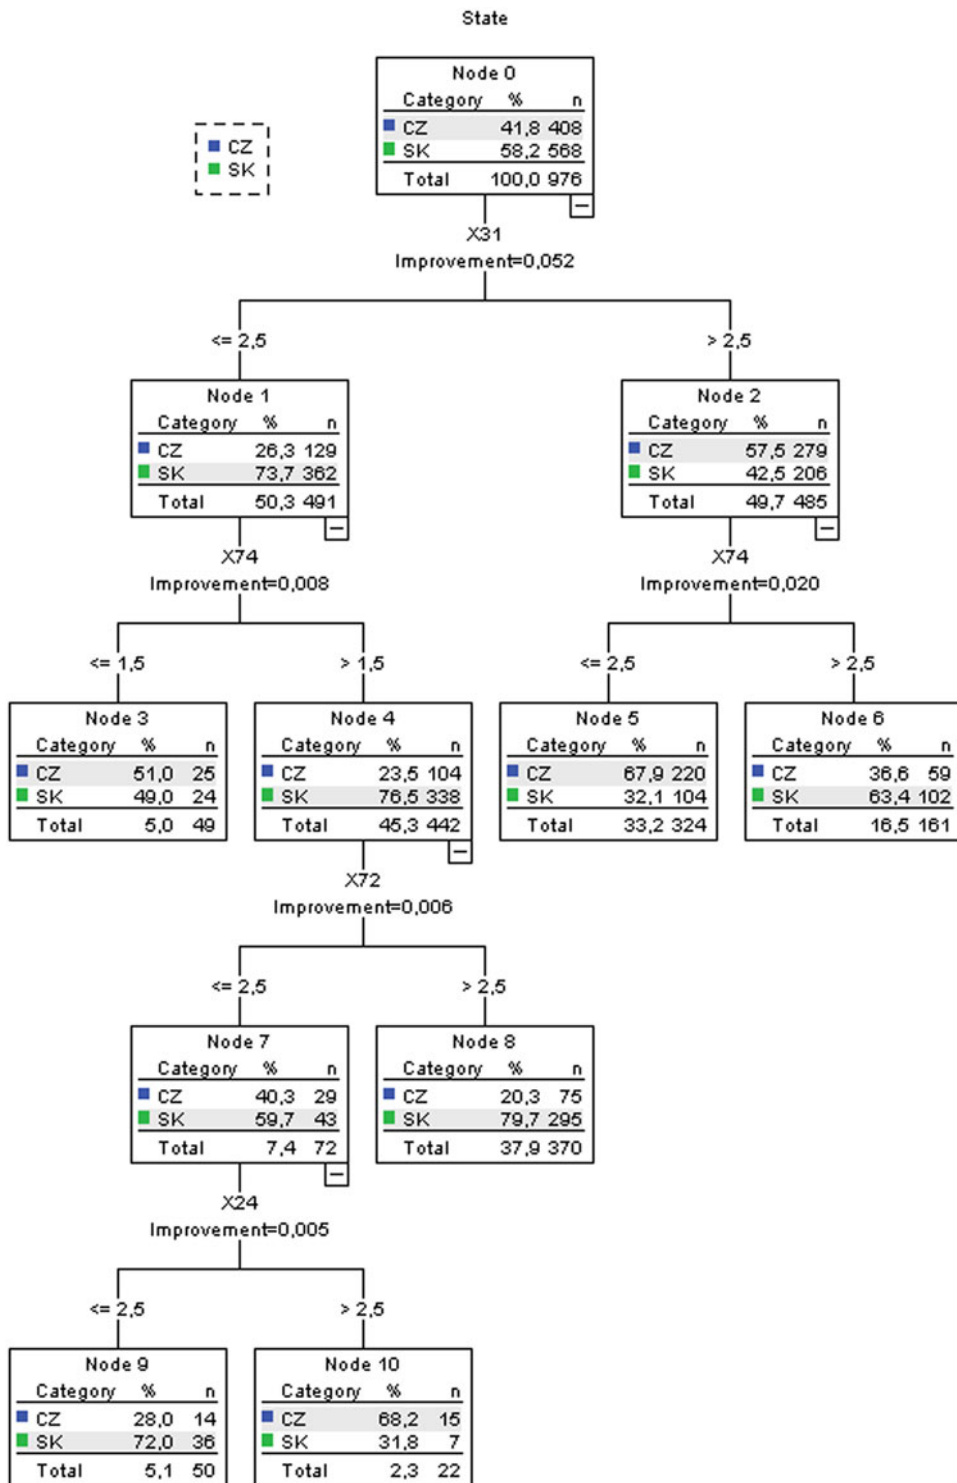 State
CZ
SK
Node 0
Category % n
CZ 41,8 408
SK 58,2 568
Total 100,0 976
X31
Improvement=0,052
<= 2,5
> 2,5
Node 1
Category % n
CZ 26,3 129
SK 73,7 362
Total 50,3 491
Node 2
Category % n
CZ 57,5 279
SK 42,5 206
Total 49,7 485
X74
Improvement=0,008
X74
Improvement=0,020
<= 1,5
> 1,5
<= 2,5
> 2,5
Node 3
Category % n
CZ 51,0 25
SK 49,0 24
Total 5,0 49
Node 4
Category % n
CZ 23,5 104
SK 76,5 338
Total 45,3 442
Node 5
Category % n
CZ 67,9 220
SK 32,1 104
Total 33,2 324
Node 6
Category % n
CZ 36,6 59
SK 63,4 102
Total 16,5 161
X72
Improvement=0,006
<= 2,5
> 2,5
Node 7
Category % n
CZ 40,3 29
SK 59,7 43
Total 7,4 72
Node 8
Category % n
CZ 20,3 75
SK 79,7 295
Total 37,9 370
X24
Improvement=0,005
<= 2,5
> 2,5
Node 9
Category % n
CZ 28,0 14
SK 72,0 36
Total 5,1 50
Node 10
Category % n
CZ 68,2 15
SK 31,8 7
Total 2,3 22